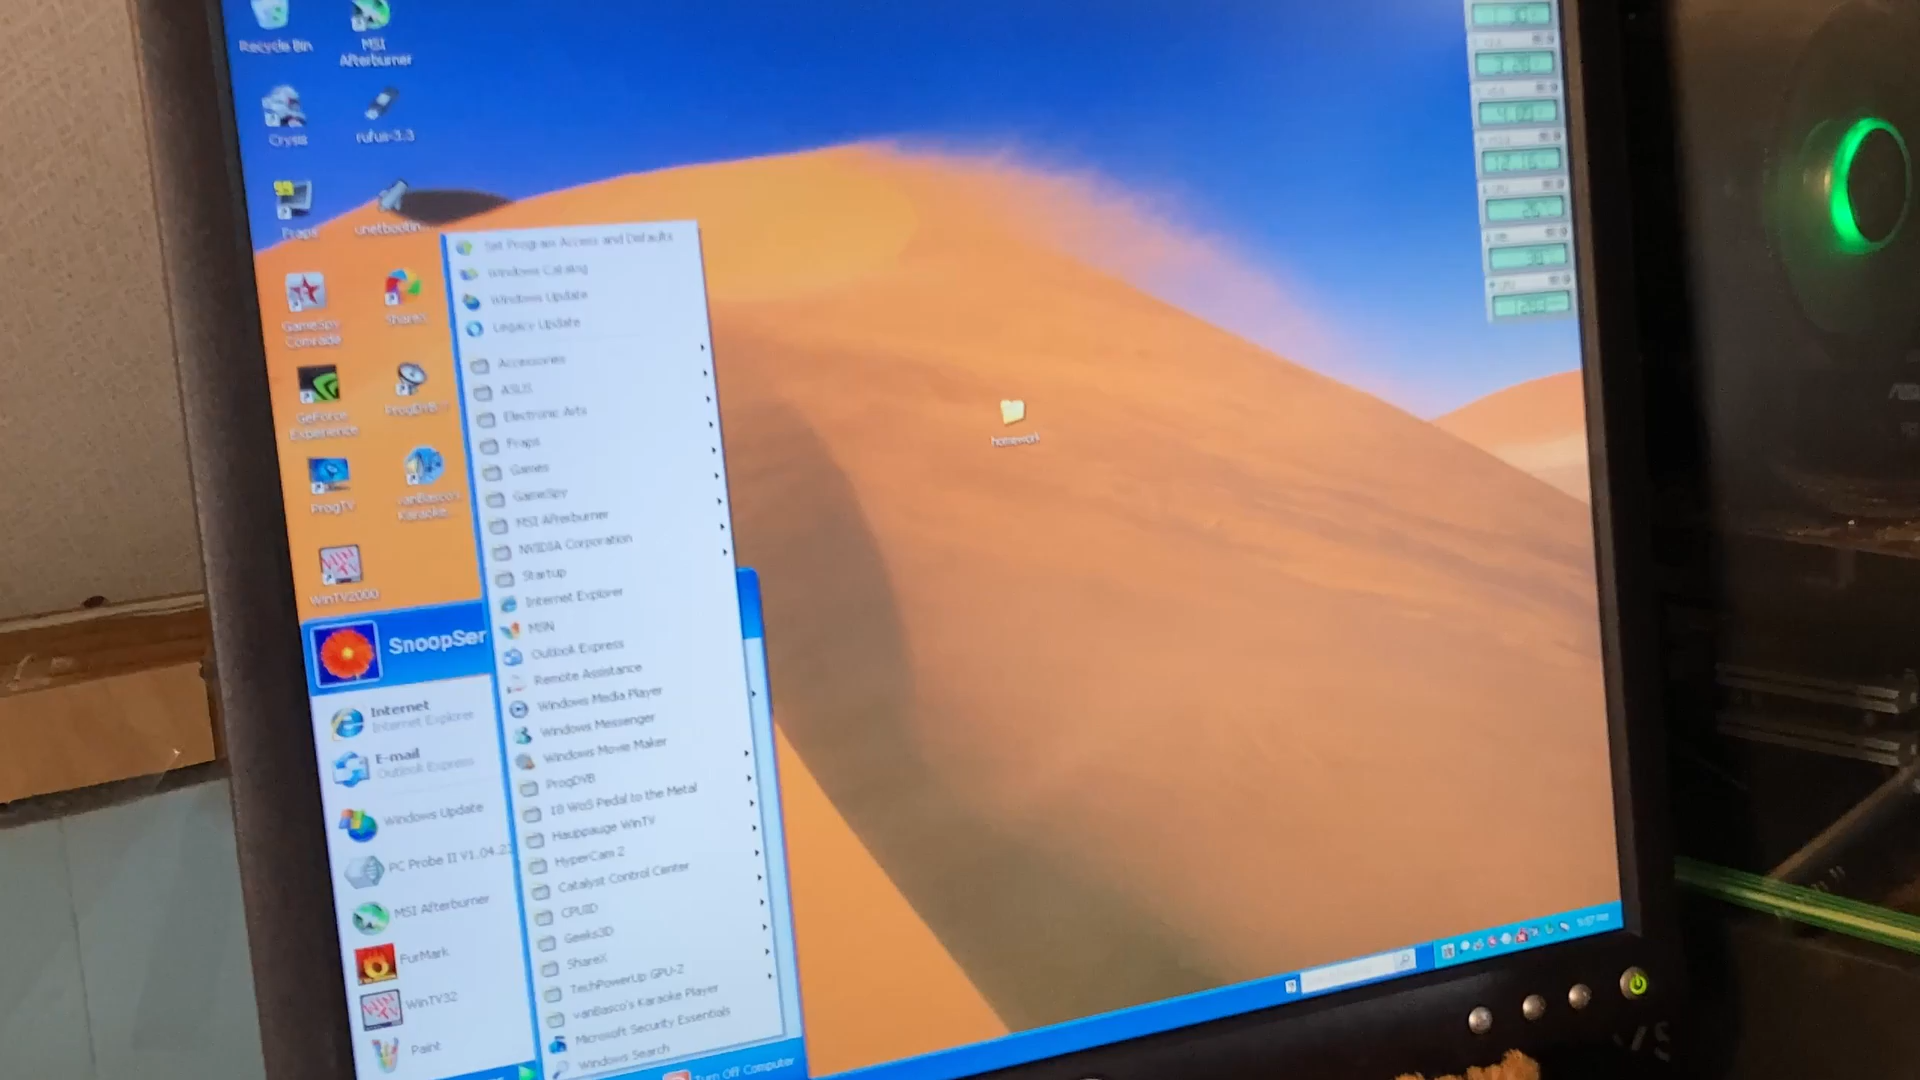 Recycle Bin
MSI
Afterburner
Crysis
rufus-3.3
Fraps
unetbootin...
GameSpy
Comrade
ShareX
GeForce
Experience
ProgDVB
ProgTV
vanBasco's
Karaoke...
WinTV2000
Set Program Access and Defaults
Windows Catalog
Windows Update
Legacy Update
Accessories
ASUS
Electronic Arts
Fraps
Games
GameSpy
MSI Afterburner
NVIDIA Corporation
Startup
Internet Explorer
MSN
Outlook Express
Remote Assistance
Windows Media Player
Windows Messenger
Windows Movie Maker
ProgDVB
18 WoS Pedal to the Metal
Hauppauge WinTV
HyperCam 2
Catalyst Control Center
CPUID
Geeks3D
ShareX
TechPowerUp GPU-Z
vanBasco's Karaoke Player
Microsoft Security Essentials
Windows Search
SnoopSer
Internet
Internet Explorer
E-mail
Outlook Express
Windows Update
PC Probe II V1.04.2
MSI Afterburner
FurMark
WinTV32
Paint
Turn Off Computer
homework